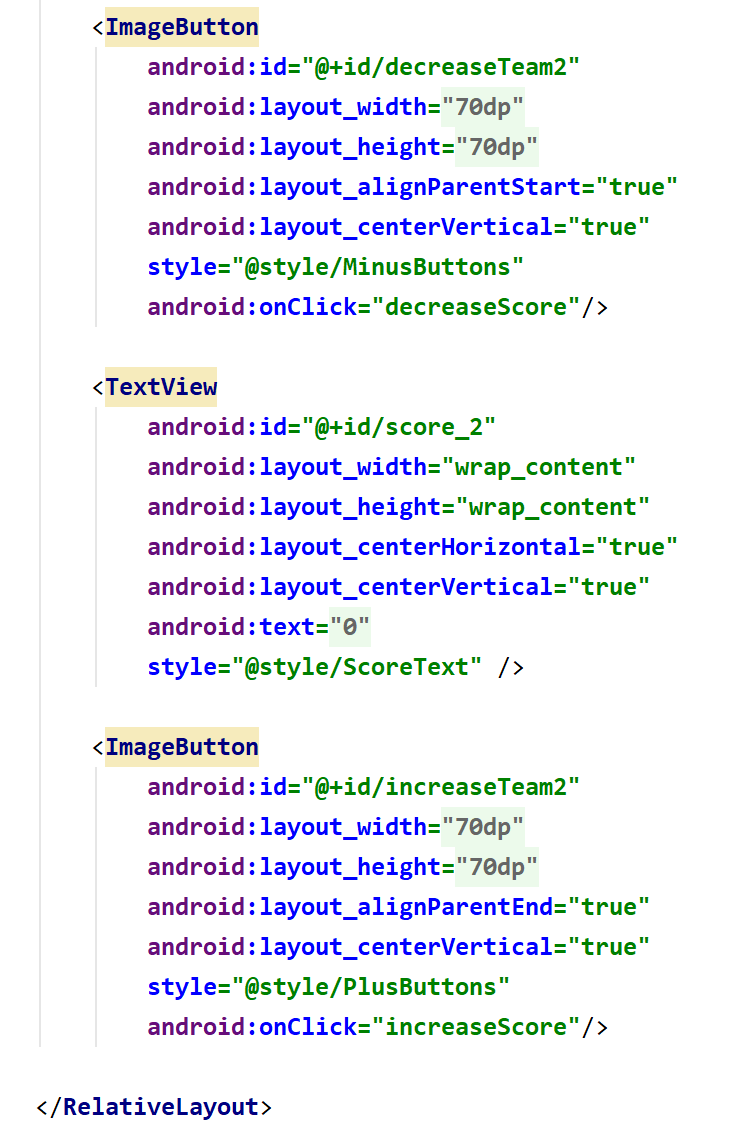 <ImageButton
android:id="@+id/decreaseTeam2"
android:layout_width="70dp"
android:layout_height="70dp"
android:layout_alignParentStart="true"
android:layout_centerVertical="true"
style="@style/MinusButtons"
android:onClick="decreaseScore"/>
<TextView
android:id="@+id/score_2"
android:layout_width="wrap_content"
android:layout_height="wrap_content"
android:layout_centerHorizontal="true"
android:layout_centerVertical="true"
android:text="0"
style="@style/ScoreText" />
<ImageButton
android:id="@+id/increaseTeam2"
android:layout_width="70dp"
android:layout_height="70dp"
android:layout_alignParentEnd="true"
android:layout_centerVertical="true"
style="@style/PlusButtons"
android:onClick="increaseScore"/>
</RelativeLayout>